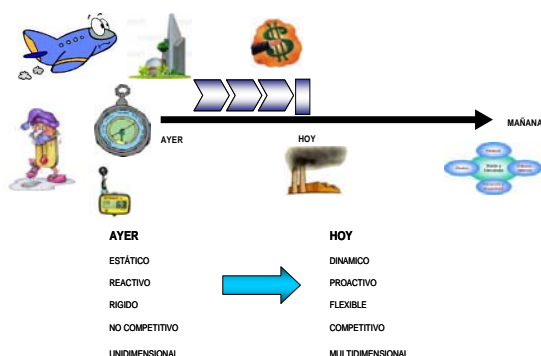 MAÑANA
AYER
HOY
AYER
HOY
ESTÁTICO
DINAMICO
REACTIVO
PROACTIVO
RIGIDO
FLEXIBLE
NO COMPETITIVO
COMPETITIVO
UNIDIMENSIONAL
MULTIDIMENSIONAL